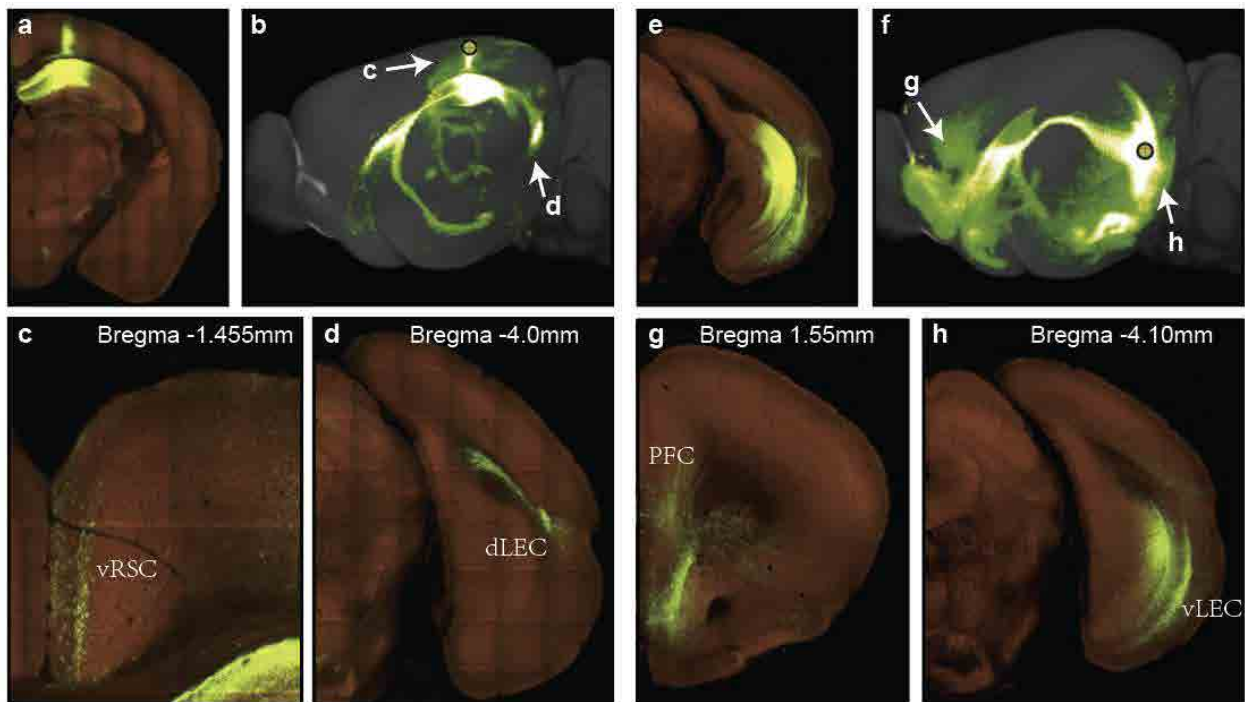 a
b
c
d
e
f
g
h
c Bregma -1.455mm
vRSC
d Bregma -4.0mm
dLEC
g Bregma 1.55mm
PFC
h Bregma -4.10mm
vLEC